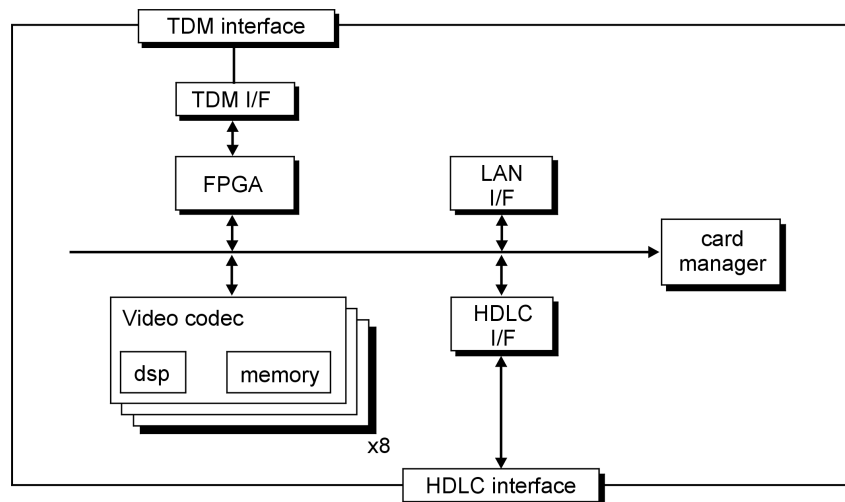 TDM interface
TDM I/F
FPGA
LAN
I/F
card
manager
Video codec
dsp
memory
x8
HDLC
I/F
HDLC interface